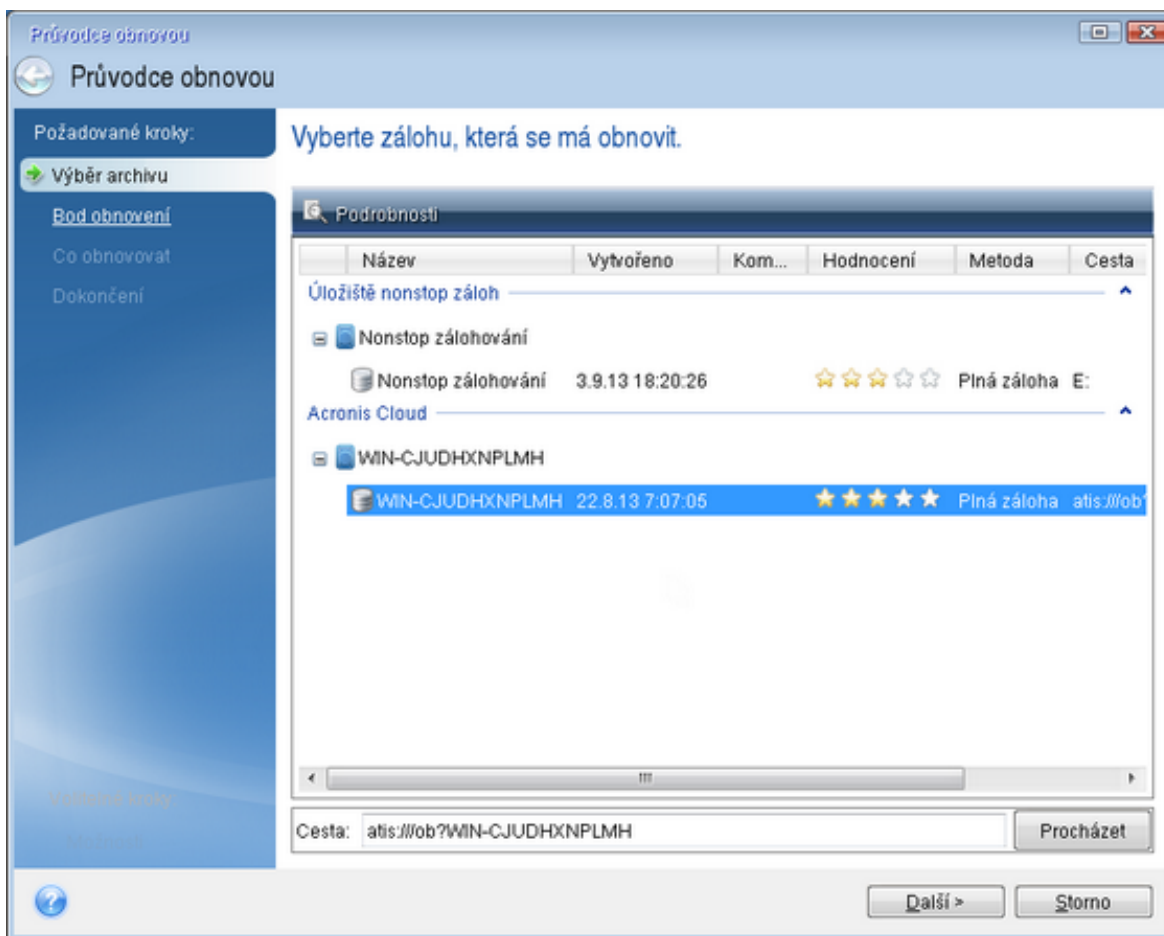 Průvodce obnovou
Průvodce obnovou
Požadované kroky:
Výběr archivu
Bod obnovení
Co obnovovat
Dokončení
Vyberte zálohu, která se má obnovit.
Podrobnosti
Název Vytvořeno Kom... Hodnocení Metoda Cesta
Úložiště nonstop záloh
Nonstop zálohování
Nonstop zálohování 3.9.13 18:20:26 Plná záloha E:
Acronis Cloud
WIN-CJUDHXNPLMH
WIN-CJUDHXNPLMH 22.8.13 7:07:05 Plná záloha atis:///ob?
Cesta: atis:///ob?WIN-CJUDHXNPLMH Procházet
Další > Storno